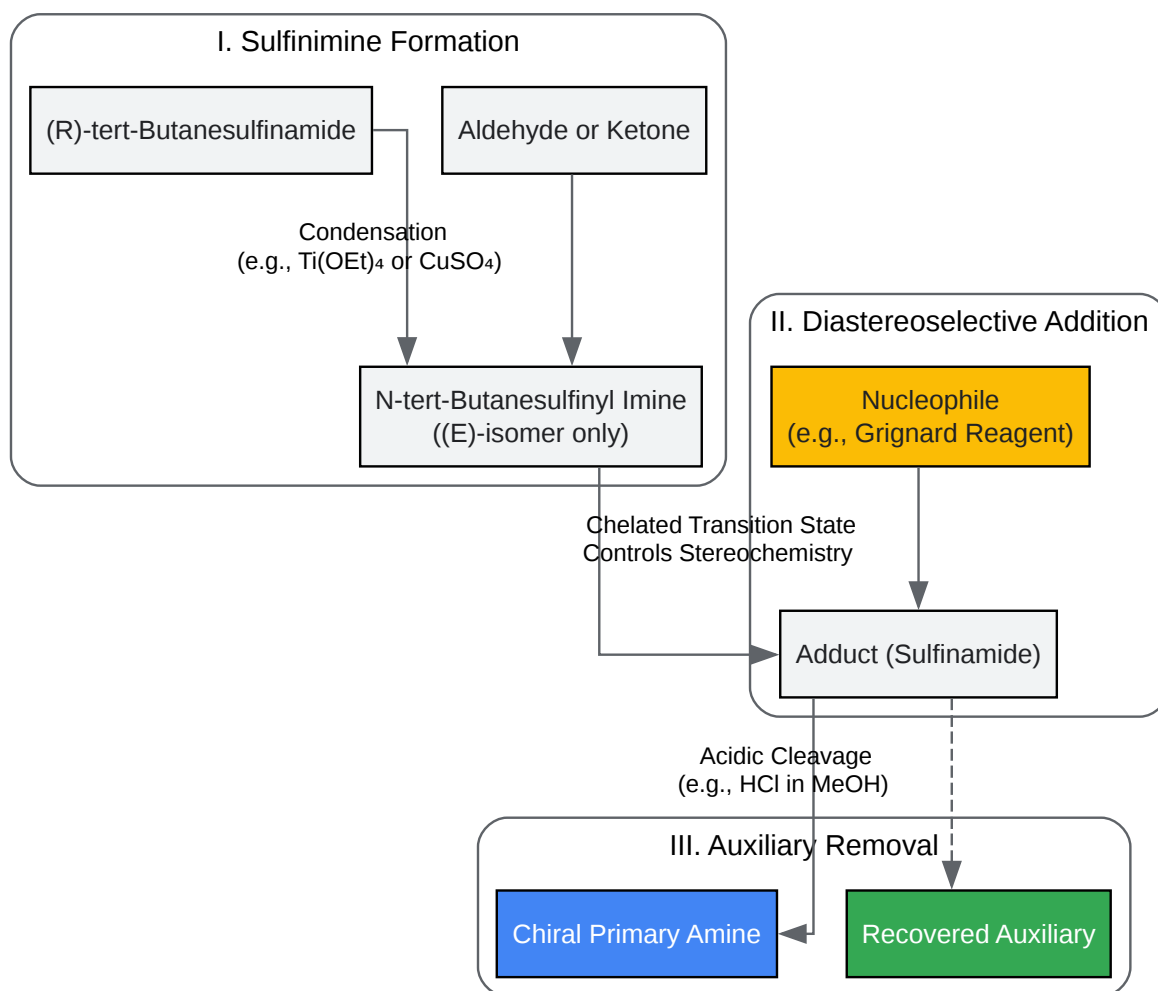 I. Sulfinimine Formation
(R)-tert-Butanesulfinamide
Aldehyde or Ketone
Condensation
(e.g., Ti(OEt)₄ or CuSO₄)
N-tert-Butanesulfinyl Imine
((E)-isomer only)
II. Diastereoselective Addition
Nucleophile
(e.g., Grignard Reagent)
Chelated Transition State
Controls Stereochemistry
Adduct (Sulfinamide)
Acidic Cleavage
(e.g., HCl in MeOH)
III. Auxiliary Removal
Chiral Primary Amine
Recovered Auxiliary